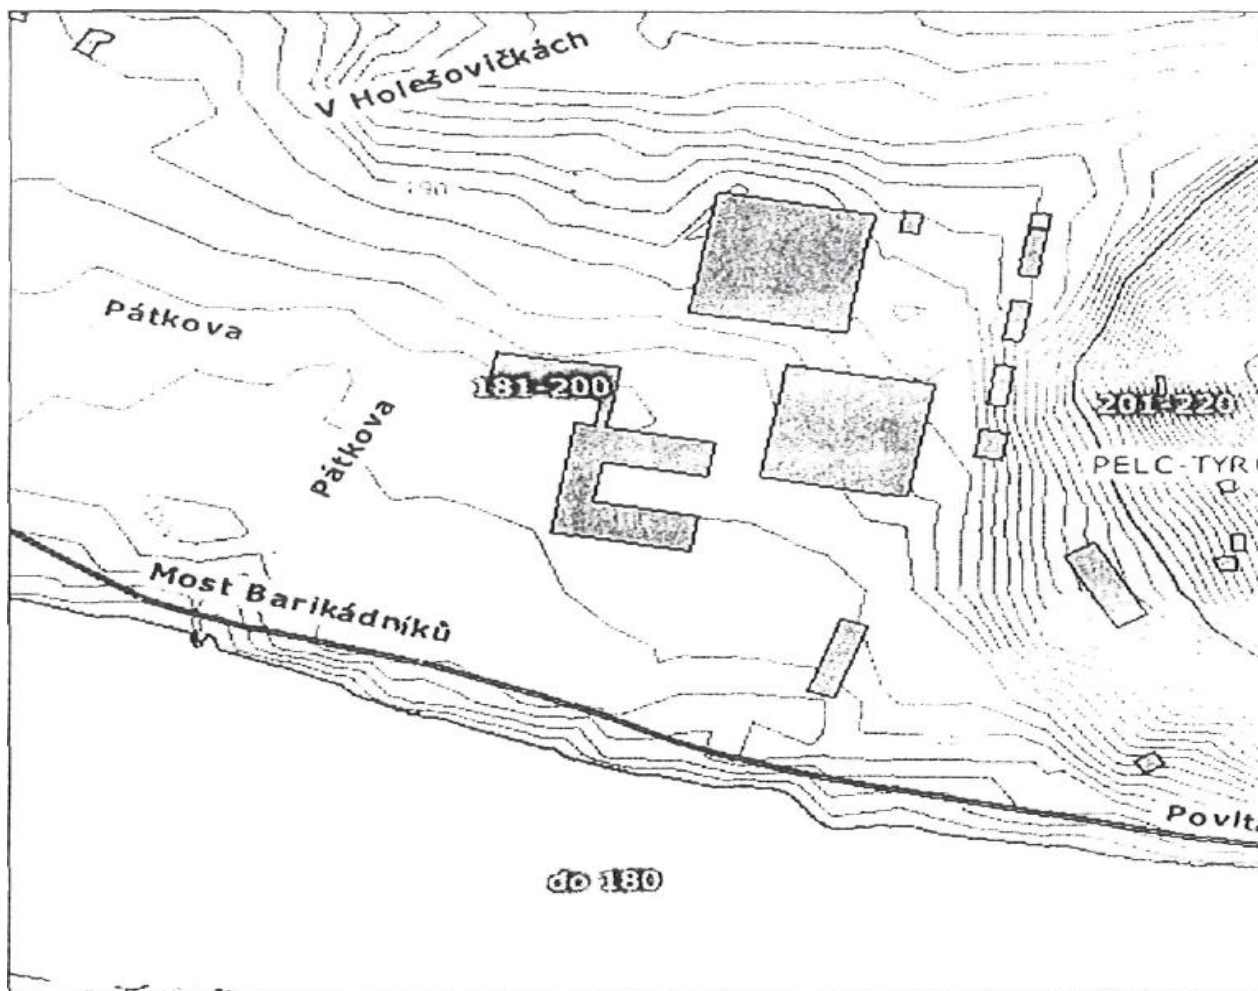 V Holešovičkách
190
Pátkova
181-200
Pátkova
201-220
PELC-TYR
Most Barikádníků
Povlt
do 180